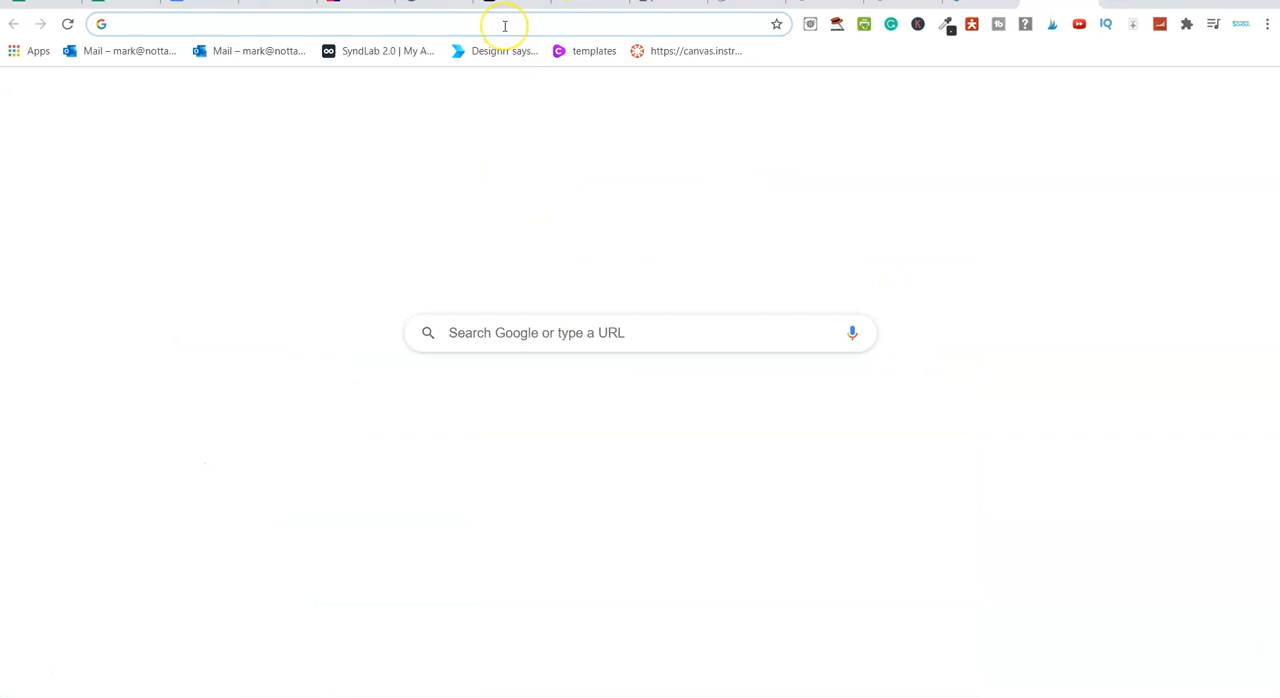 Apps Mail – mark@notta... Mail – mark@notta... SyndLab 2.0 | My A... Designrr says... templates https://canvas.instr...
Search Google or type a URL